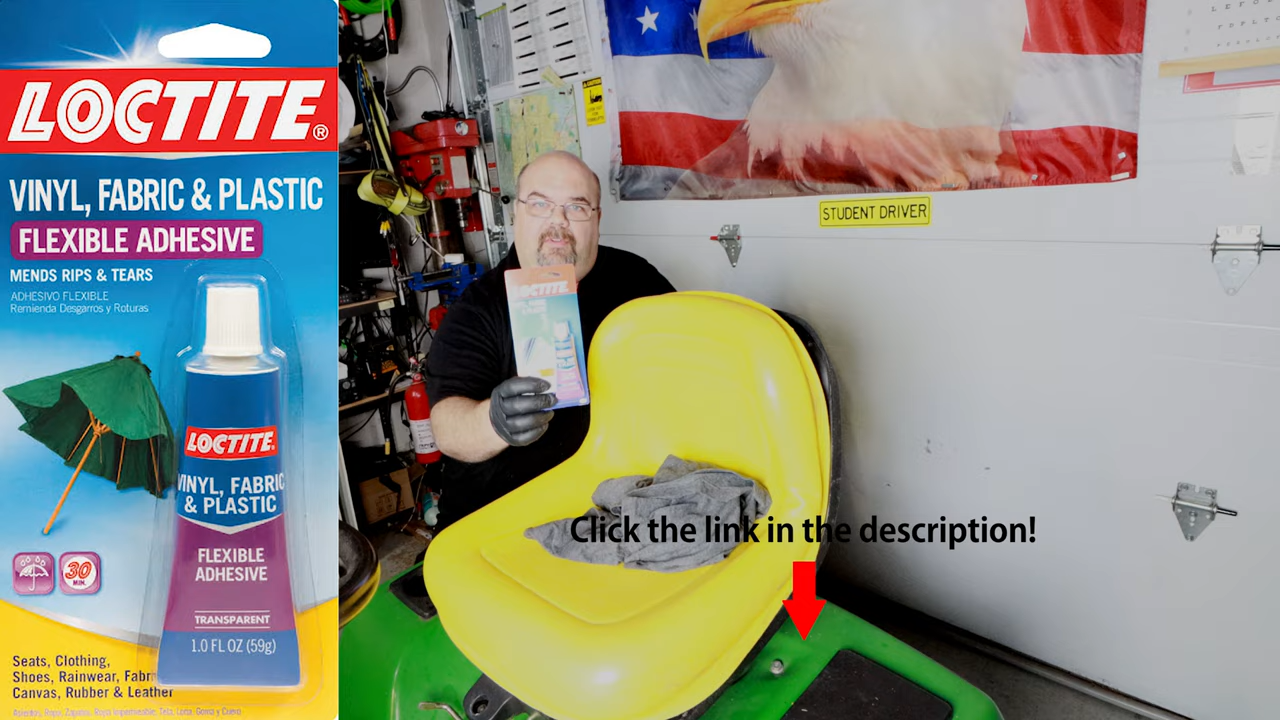 LOCTITE®
VINYL, FABRIC & PLASTIC
FLEXIBLE ADHESIVE
MENDS RIPS & TEARS
ADHESIVO FLEXIBLE
Remienda Desgarros y Roturas
LOCTITE
VINYL, FABRIC
& PLASTIC
FLEXIBLE
ADHESIVE
TRANSPARENT
1.0 FL OZ (59g)
30
MIN.
Seats, Clothing,
Shoes, Rainwear, Fabr
Canvas, Rubber & Leather
STUDENT DRIVER
LOCTITE
Click the link in the description!